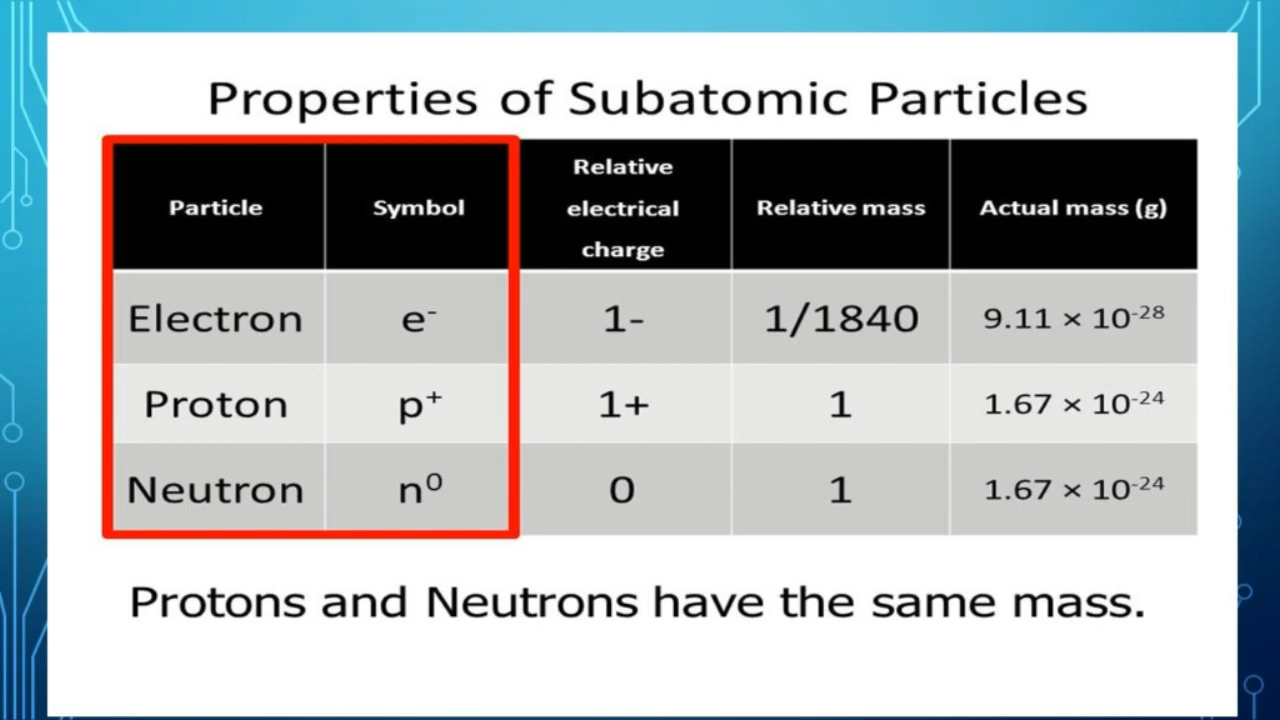 Properties of Subatomic Particles
Particle Symbol Relative electrical charge Relative mass Actual mass (g)
Electron e⁻ 1- 1/1840 9.11 × 10⁻²⁸
Proton p⁺ 1+ 1 1.67 × 10⁻²⁴
Neutron n⁰ 0 1 1.67 × 10⁻²⁴
Protons and Neutrons have the same mass.